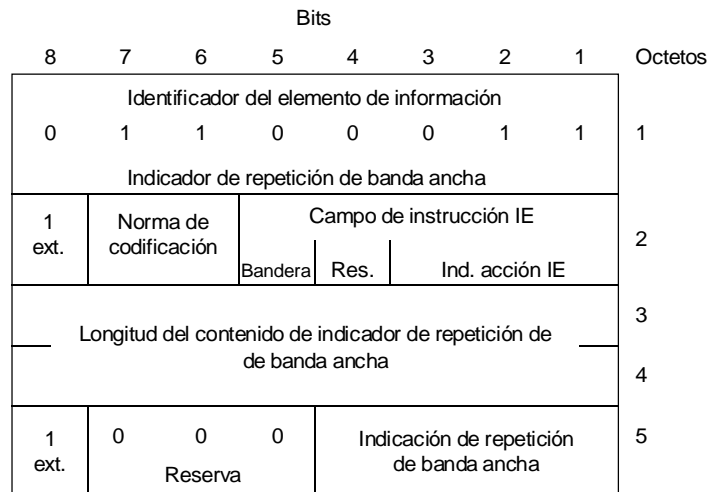 Bits
8 7 6 5 4 3 2 1 Octetos
Identificador del elemento de información
0 1 1 0 0 0 1 1 1
Indicador de repetición de banda ancha
1 ext.
Norma de codificación
Campo de instrucción IE
Bandera Res. Ind. acción IE
2
3
Longitud del contenido de indicador de repetición de
de banda ancha
4
1 ext.
0 0 0
Reserva
Indicación de repetición
de banda ancha
5